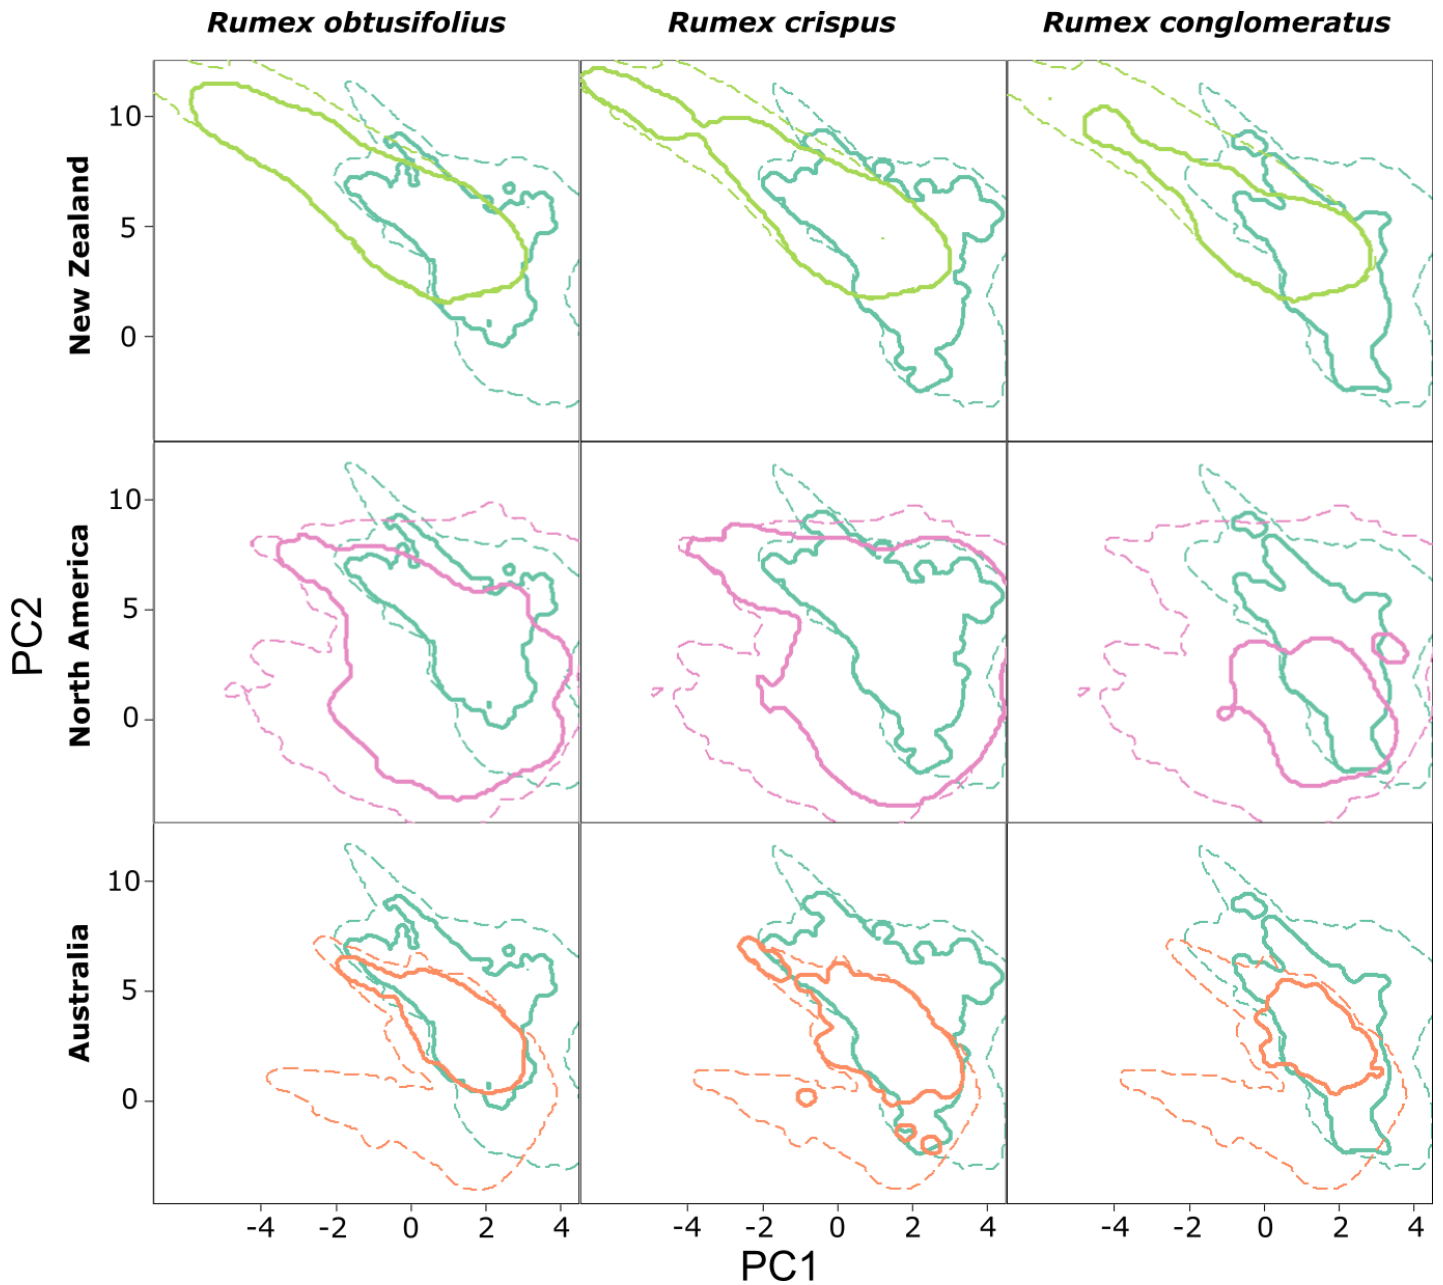 Rumex obtusifolius Rumex crispus Rumex conglomeratus
New Zealand
10
5
0
North America
10
5
0
PC2
Australia
10
5
0
-4 -2 0 2 4 -4 -2 0 2 4 -4 -2 0 2 4
PC1